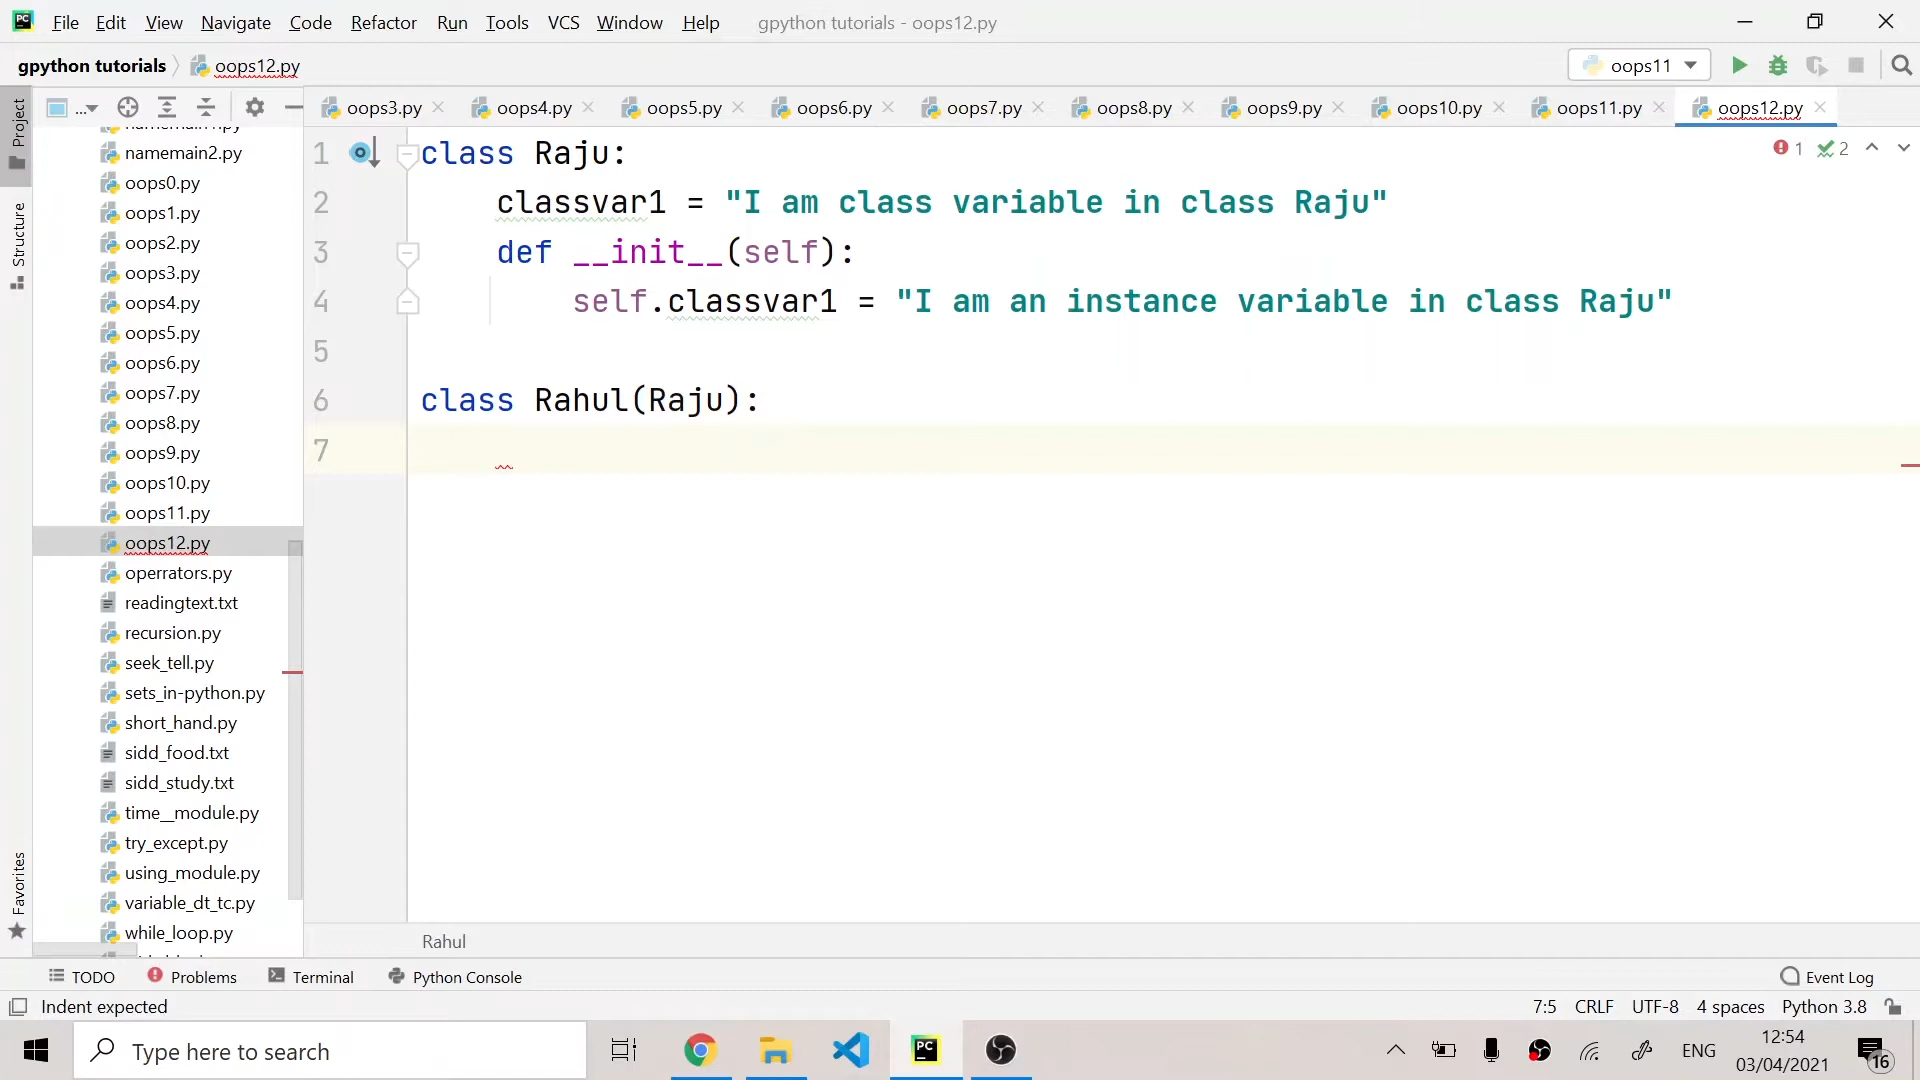 PC File Edit View Navigate Code Refactor Run Tools VCS Window Help gpython tutorials - oops12.py
gpython tutorials oops12.py
oops11
...
oops3.py oops4.py oops5.py oops6.py oops7.py oops8.py oops9.py oops10.py oops11.py oops12.py
Project
Structure
Favorites
namemain2.py
oops0.py
oops1.py
oops2.py
oops3.py
oops4.py
oops5.py
oops6.py
oops7.py
oops8.py
oops9.py
oops10.py
oops11.py
oops12.py
operrators.py
readingtext.txt
recursion.py
seek_tell.py
sets_in-python.py
short_hand.py
sidd_food.txt
sidd_study.txt
time__module.py
try_except.py
using_module.py
variable_dt_tc.py
while_loop.py
1 class Raju:
2 classvar1 = "I am class variable in class Raju"
3 def __init__(self):
4 self.classvar1 = "I am an instance variable in class Raju"
5
6 class Rahul(Raju):
7
1 2
Rahul
TODO Problems Terminal Python Console Event Log
Indent expected 7:5 CRLF UTF-8 4 spaces Python 3.8
Type here to search
PC
ENG
12:54
03/04/2021
16